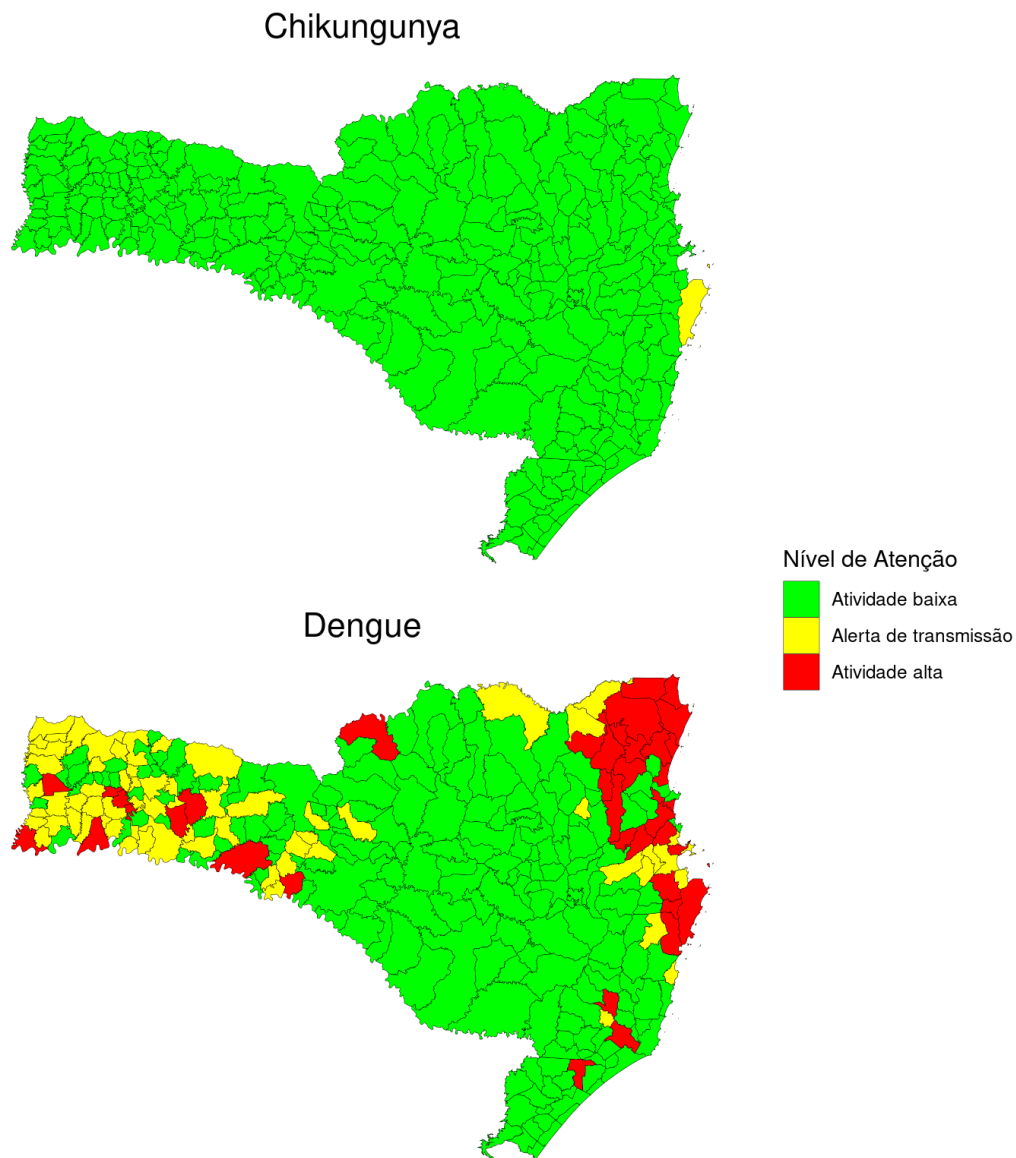 Chikungunya
Nível de Atenção
Atividade baixa
Alerta de transmissão
Atividade alta
Dengue